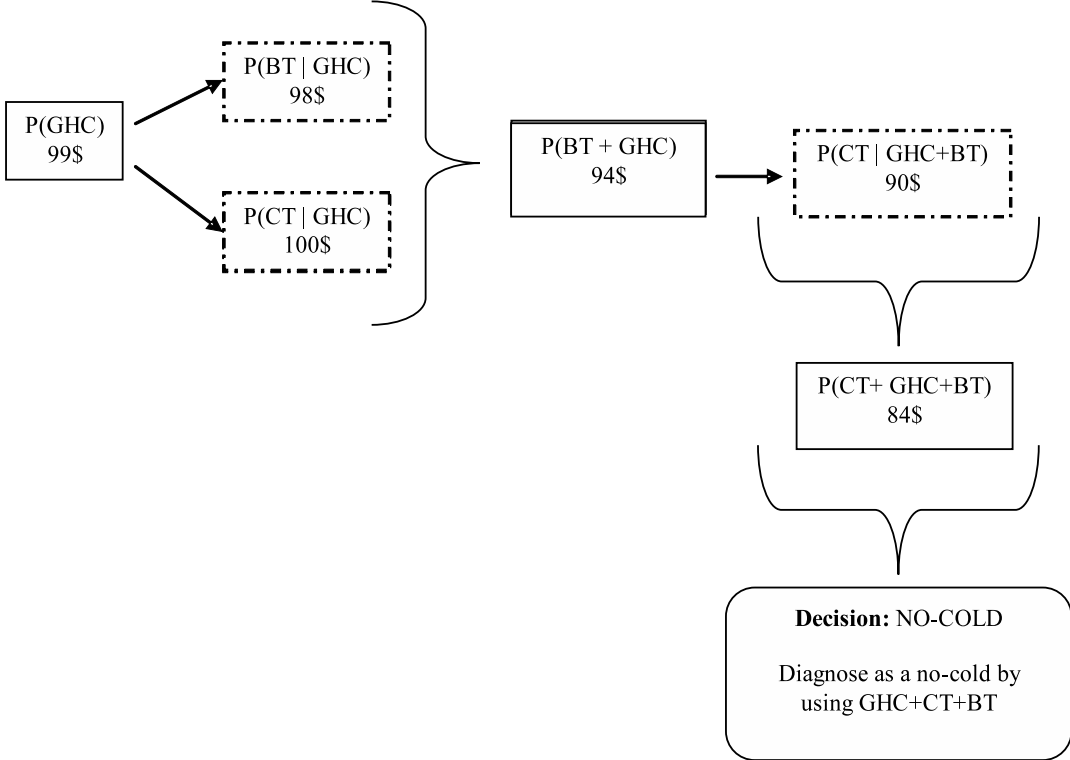 P(GHC)
99$
P(BT | GHC)
98$
P(CT | GHC)
100$
P(BT + GHC)
94$
P(CT | GHC+BT)
90$
P(CT+ GHC+BT)
84$
Decision: NO-COLD
Diagnose as a no-cold by
using GHC+CT+BT